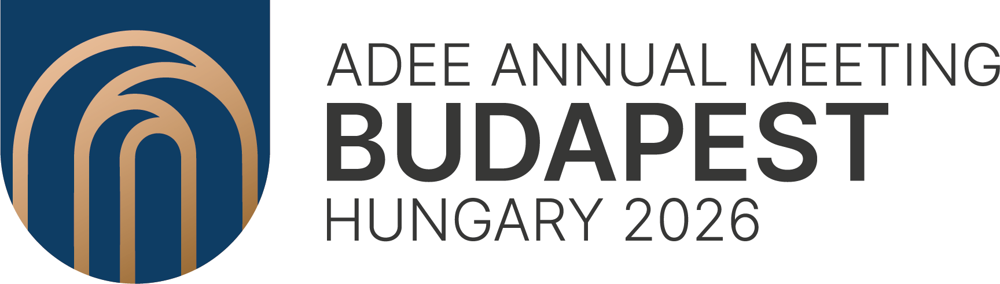 ADEE ANNUAL MEETING
BUDAPEST
HUNGARY 2026